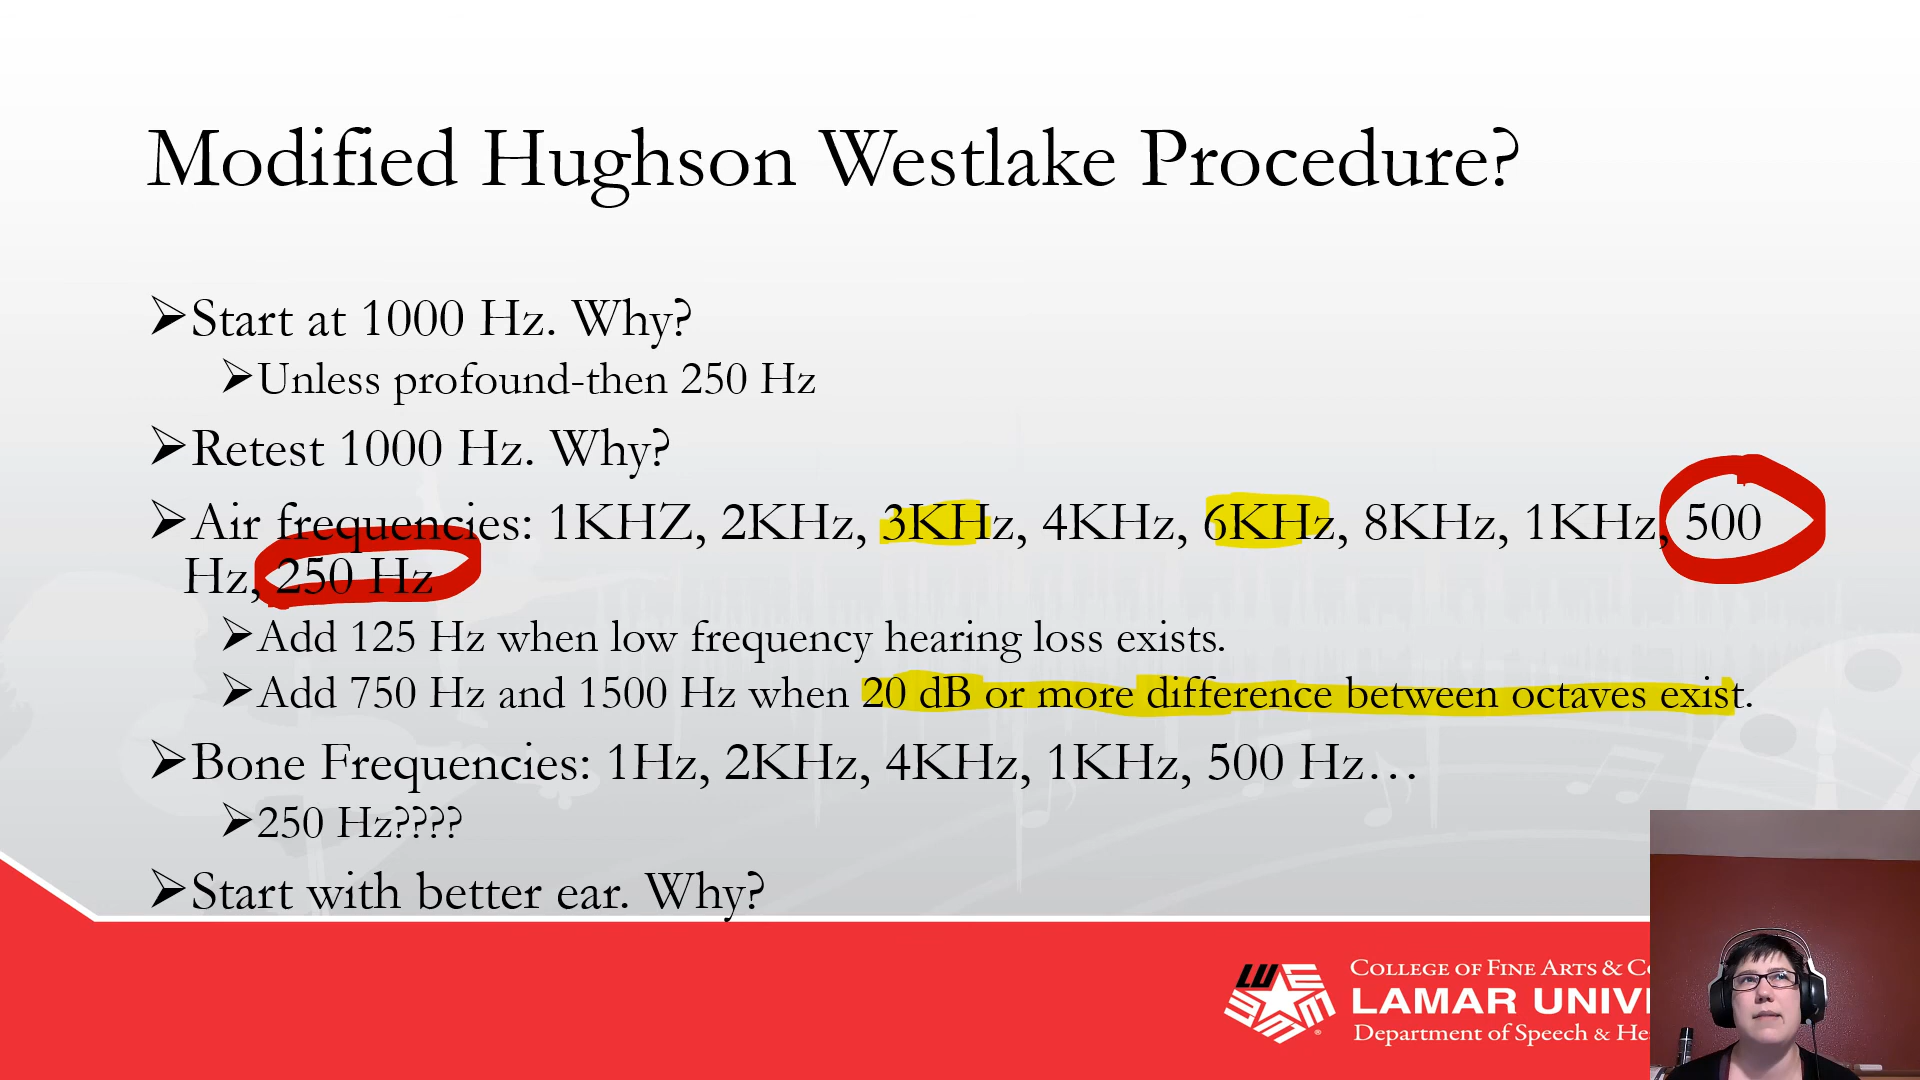 Modified Hughson Westlake Procedure?
➢Start at 1000 Hz. Why?
➢Unless profound-then 250 Hz
➢Retest 1000 Hz. Why?
➢Air frequencies: 1KHZ, 2KHz, 3KHz, 4KHz, 6KHz, 8KHz, 1KHz, 500
Hz, 250 Hz
➢Add 125 Hz when low frequency hearing loss exists.
➢Add 750 Hz and 1500 Hz when 20 dB or more difference between octaves exist.
➢Bone Frequencies: 1Hz, 2KHz, 4KHz, 1KHz, 500 Hz…
➢250 Hz????
➢Start with better ear. Why?
College of Fine Arts &
LAMAR
Department of Speech &